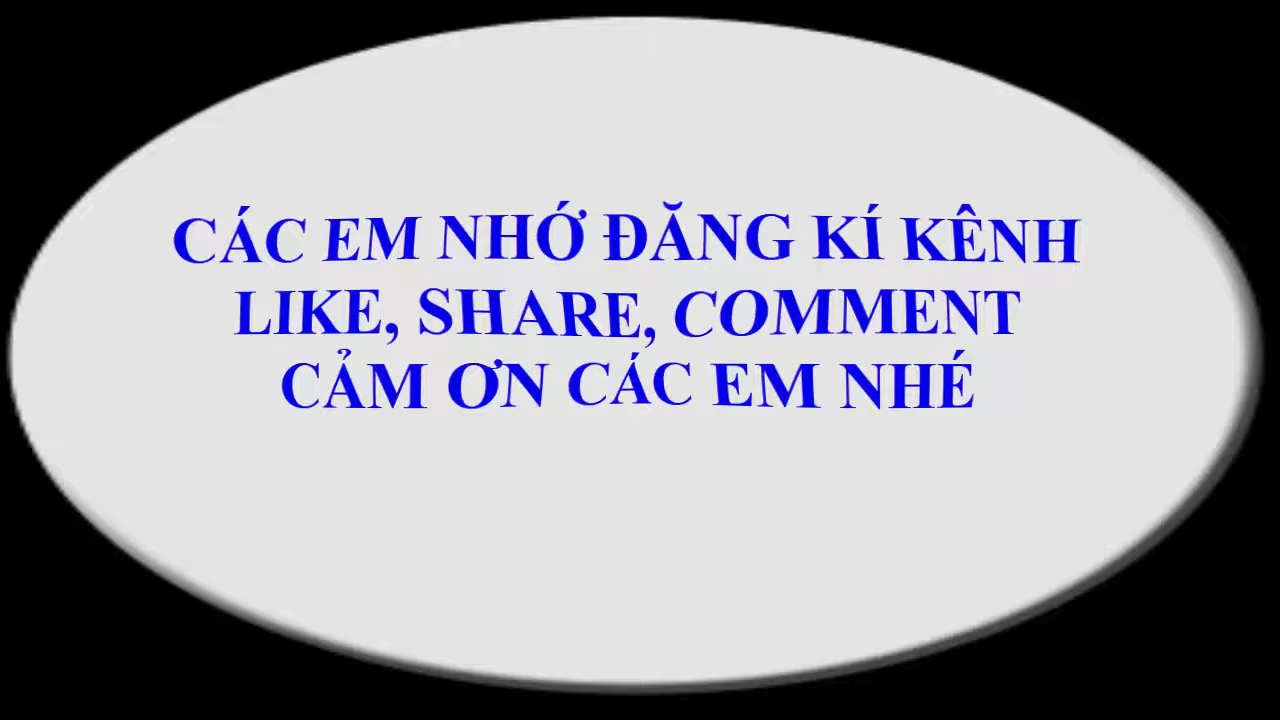 CÁC EM NHỚ ĐĂNG KÍ KÊNH
LIKE, SHARE, COMMENT
CẢM ƠN CÁC EM NHÉ